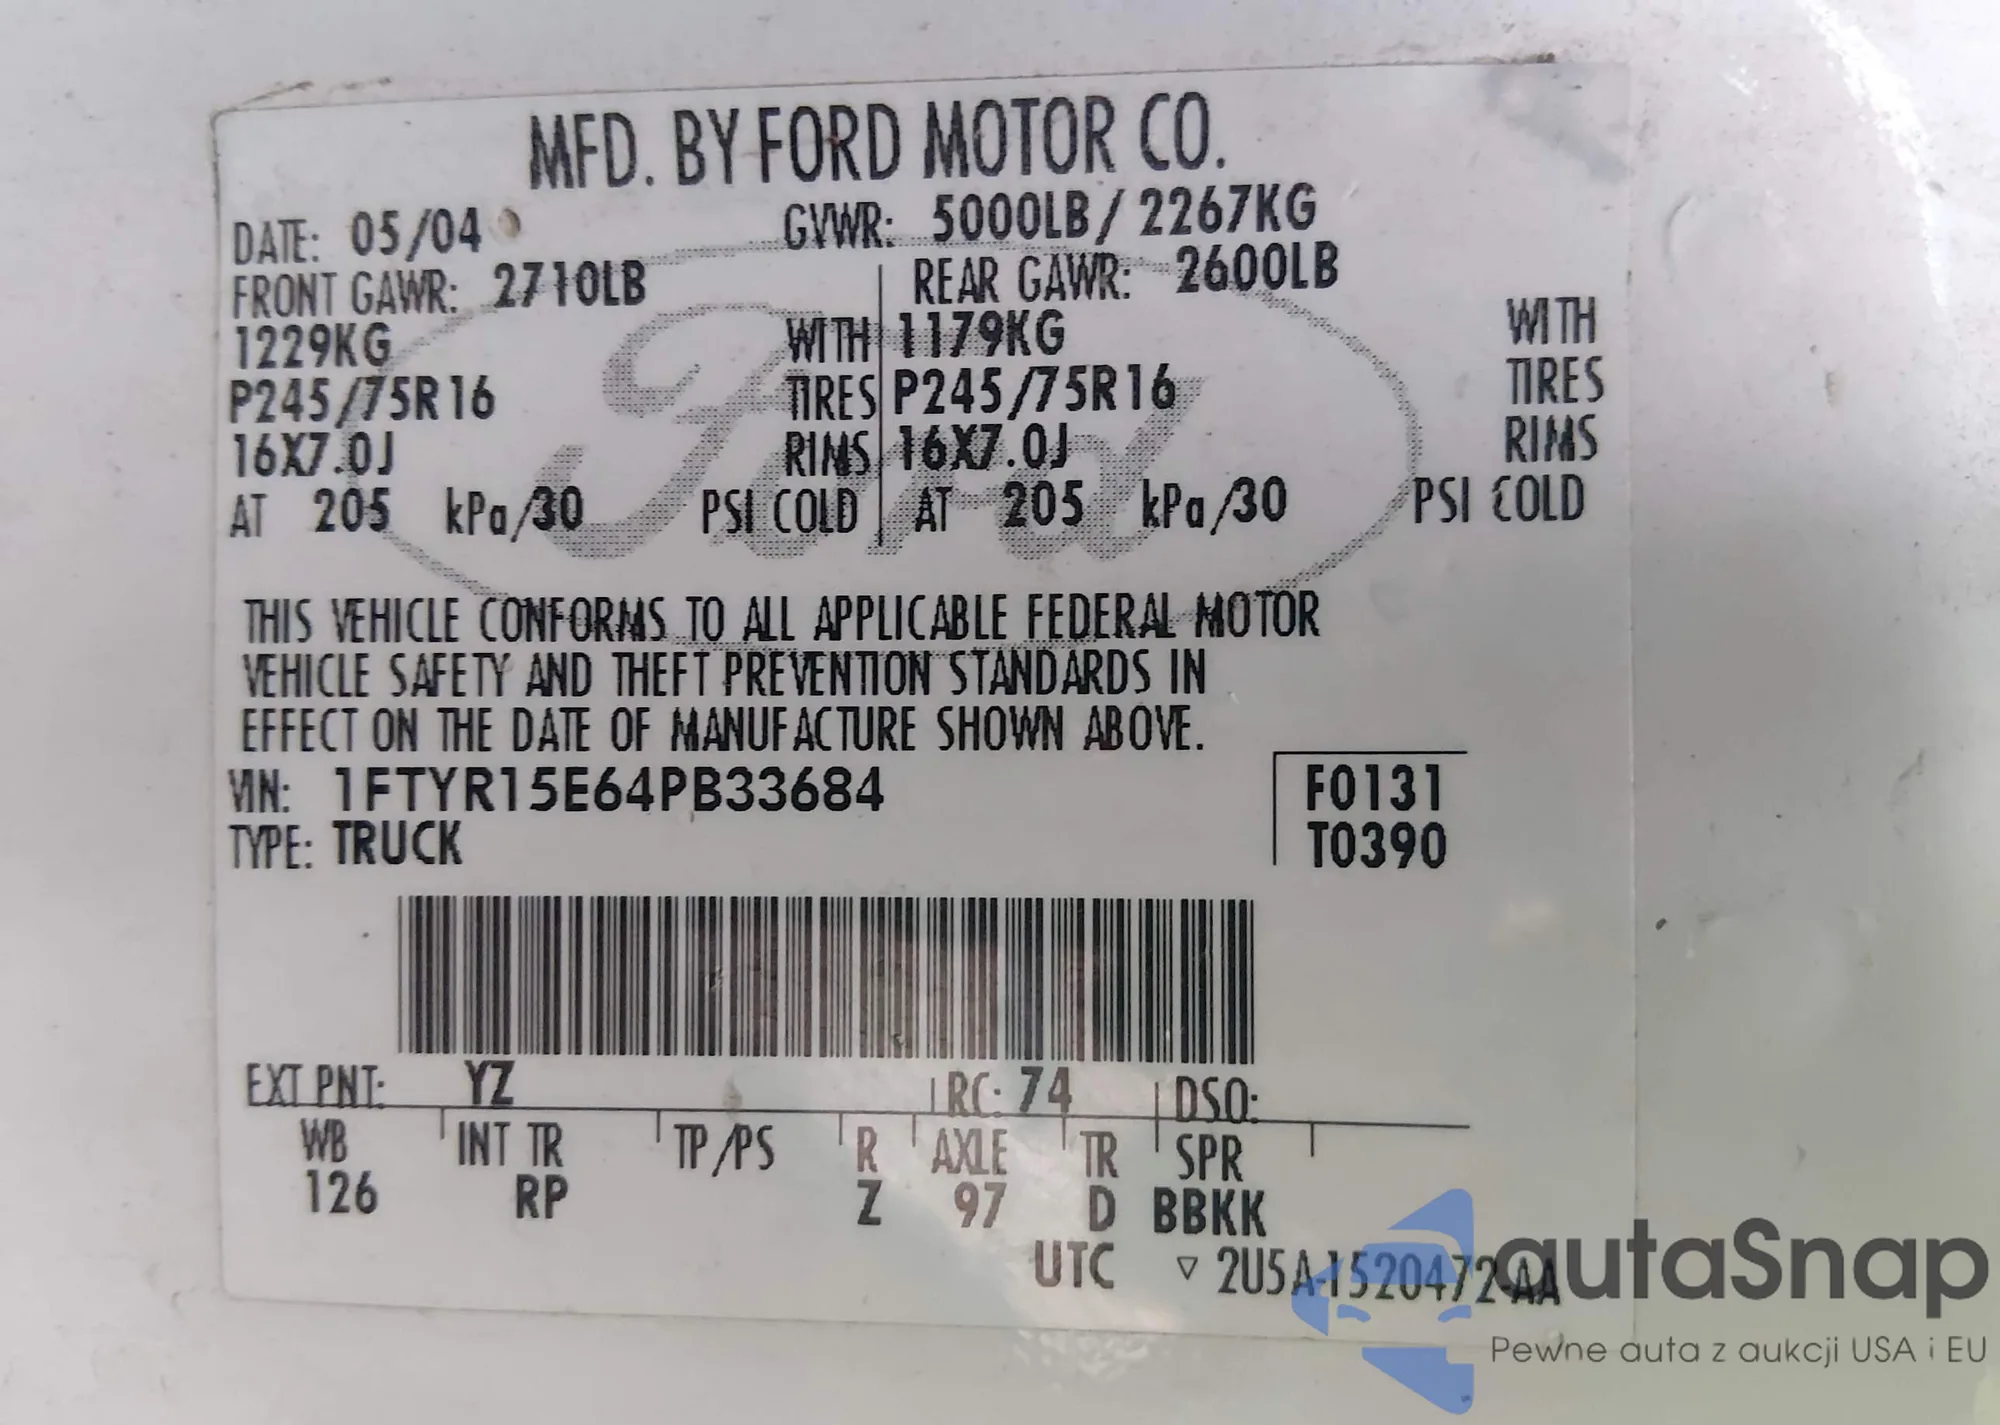 MFD. BY FORD MOTOR CO.
DATE: 05/04 GVWR: 5000LB / 2267KG
FRONT GAWR: 2710LB REAR GAWR: 2600LB
1229KG WITH 1179KG WITH
P245/75R16 TIRES P245/75R16 TIRES
16X7.0J RIMS 16X7.0J RIMS
AT 205 kPa/30 PSI COLD AT 205 kPa/30 PSI COLD
Ford
THIS VEHICLE CONFORMS TO ALL APPLICABLE FEDERAL MOTOR
VEHICLE SAFETY AND THEFT PREVENTION STANDARDS IN
EFFECT ON THE DATE OF MANUFACTURE SHOWN ABOVE.
VIN: 1FTYR15E64PB33684 F0131
TYPE: TRUCK T0390
EXT PNT: YZ RC: 74 DSO:
WB INT TR TP/PS R AXLE TR SPR
126 RP Z 97 D BBKK
UTC ▽ 2U5A-1520472-AA
autaSnap
Pewne auta z aukcji USA i EU